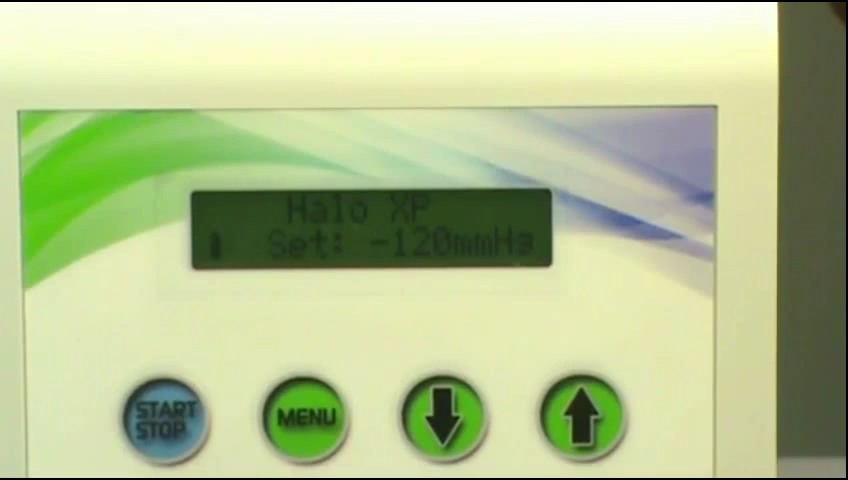 Halo XP
Set: -120mmHg
START
STOP
MENU